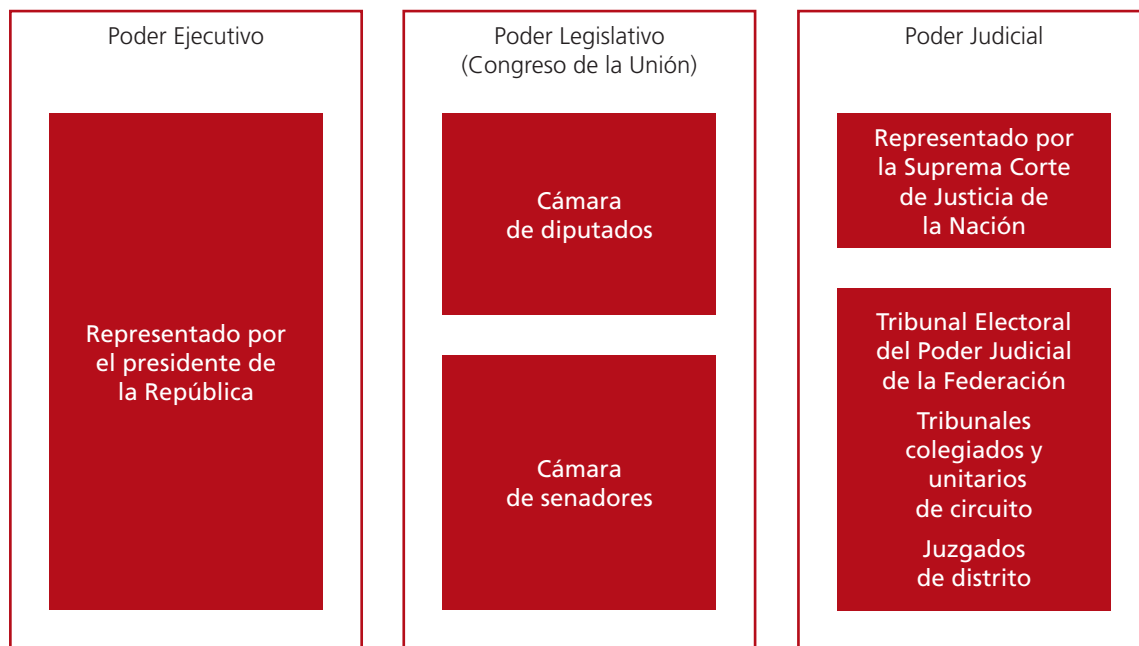 Poder Ejecutivo
Representado por
el presidente de
la República
Poder Legislativo
(Congreso de la Unión)
Cámara
de diputados
Cámara
de senadores
Poder Judicial
Representado por
la Suprema Corte
de Justicia de
la Nación
Tribunal Electoral
del Poder Judicial
de la Federación
Tribunales
colegiados y
unitarios
de circuito
Juzgados
de distrito